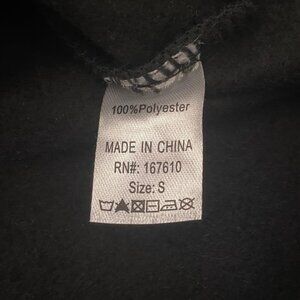 100%Polyester
MADE IN CHINA
RN#: 167610
Size: S